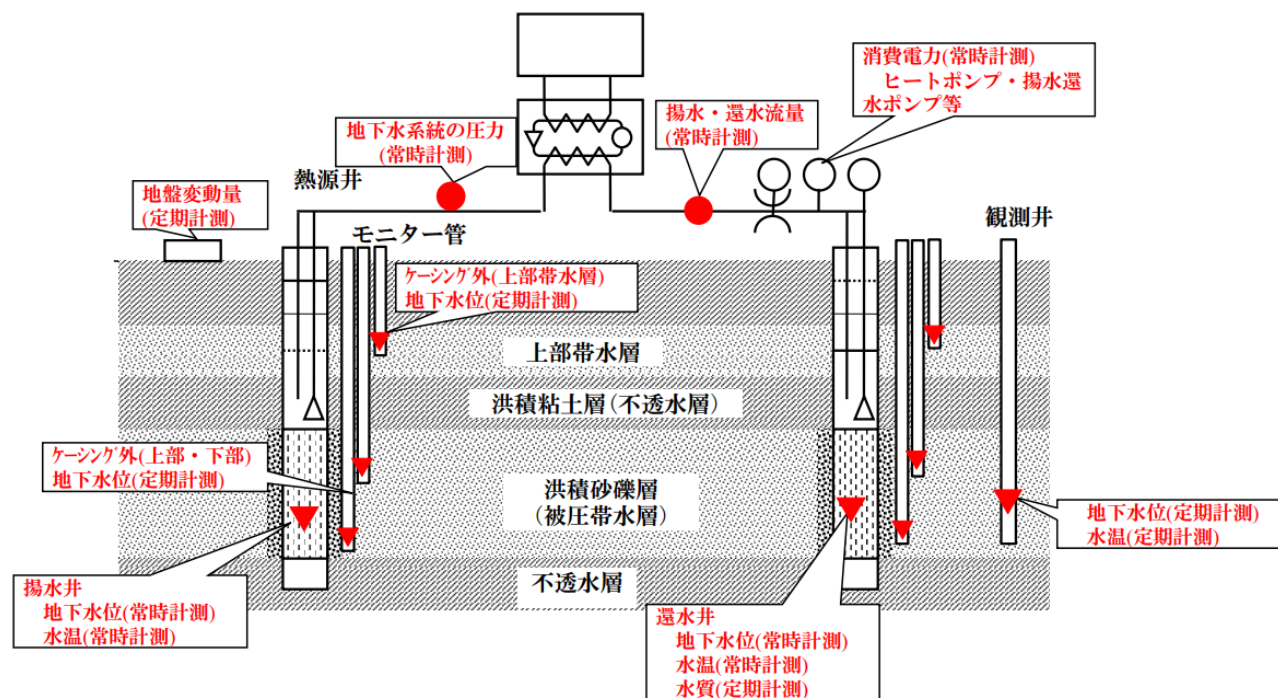 消費電力(常時計測)
ヒートポンプ・揚水還
水ポンプ等
揚水・還水流量
(常時計測)
地下水系統の圧力
(常時計測)
熱源井
地盤変動量
(定期計測)
モニター管
観測井
ケーシング外(上部帯水層)
地下水位(定期計測)
上部帯水層
洪積粘土層(不透水層)
ケーシング外(上部・下部)
地下水位(定期計測)
洪積砂礫層
(被圧帯水層)
地下水位(定期計測)
水温(定期計測)
不透水層
揚水井
地下水位(常時計測)
水温(常時計測)
還水井
地下水位(常時計測)
水温(常時計測)
水質(定期計測)